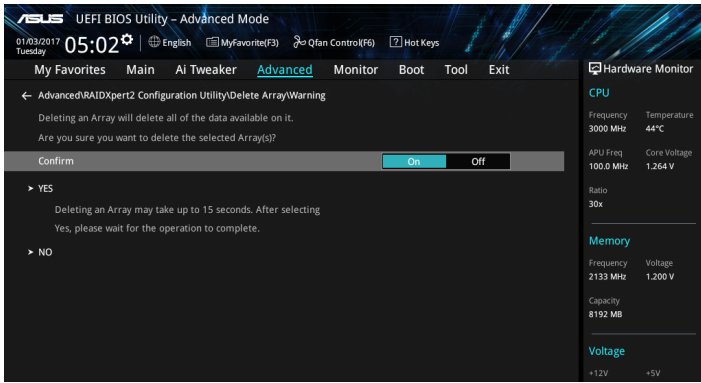 ASUS UEFI BIOS Utility – Advanced Mode
01/03/2017 Tuesday 05:02 English MyFavorite(F3) Qfan Control(F6) ? Hot Keys
My Favorites Main Ai Tweaker Advanced Monitor Boot Tool Exit
← Advanced\RAIDXpert2 Configuration Utility\Delete Array\Warning
Deleting an Array will delete all of the data available on it.
Are you sure you want to delete the selected Array(s)?
Confirm On Off
> YES
Deleting an Array may take up to 15 seconds. After selecting
Yes, please wait for the operation to complete.
> NO
Hardware Monitor
CPU
Frequency Temperature
3000 MHz 44°C
APU Freq Core Voltage
100.0 MHz 1.264 V
Ratio
30x
Memory
Frequency Voltage
2133 MHz 1.200 V
Capacity
8192 MB
Voltage
+12V +5V